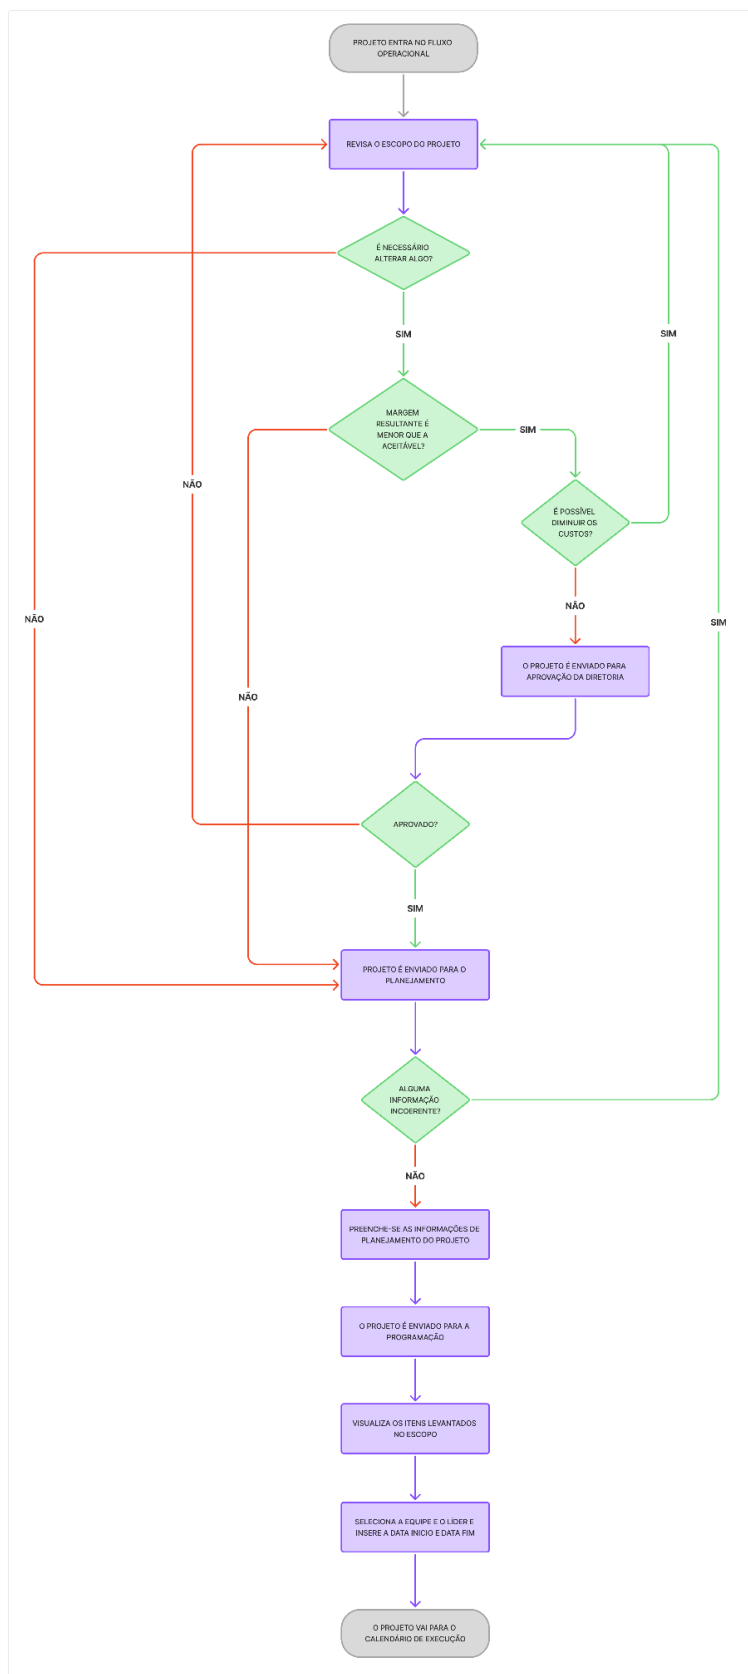 PROJETO ENTRA NO FLUXO
OPERACIONAL
REVISA O ESCOPO DO PROJETO
É NECESSÁRIO
ALTERAR ALGO?
SIM
SIM
MARGEM
RESULTANTE É
MENOR QUE A
ACEITÁVEL?
SIM
NÃO
É POSSÍVEL
DIMINUIR OS
CUSTOS?
NÃO
NÃO
SIM
O PROJETO É ENVIADO PARA
APROVAÇÃO DA DIRETORIA
NÃO
APROVADO?
SIM
PROJETO É ENVIADO PARA O
PLANEJAMENTO
ALGUMA
INFORMAÇÃO
INCOERENTE?
NÃO
PREENCHE-SE AS INFORMAÇÕES DE
PLANEJAMENTO DO PROJETO
O PROJETO É ENVIADO PARA A
PROGRAMAÇÃO
VISUALIZA OS ITENS LEVANTADOS
NO ESCOPO
SELECIONA A EQUIPE E O LÍDER E
INSERE A DATA INICIO E DATA FIM
O PROJETO VAI PARA O
CALENDÁRIO DE EXECUÇÃO